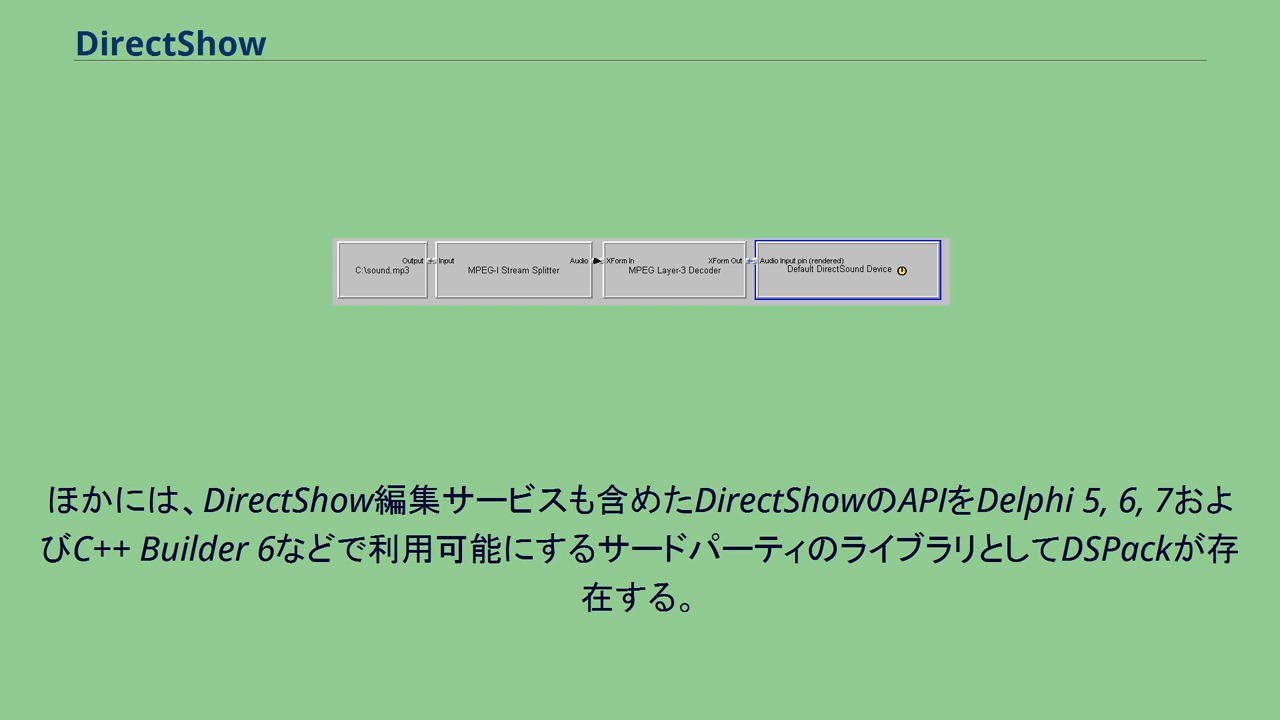 DirectShow
Output Input Audio XForm In XForm Out Audio Input pin (rendered)
C:\sound.mp3 MPEG-I Stream Splitter MPEG Layer-3 Decoder Default DirectSound Device
ほかには、DirectShow編集サービスも含めたDirectShowのAPIをDelphi 5, 6, 7およ
びC++ Builder 6などで利用可能にするサードパーティのライブラリとしてDSPackが存
在する。